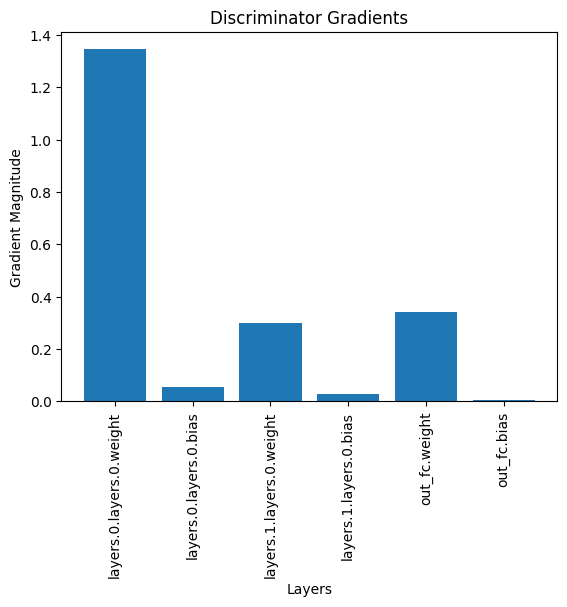 Discriminator Gradients
Gradient Magnitude
1.4
1.2
1.0
0.8
0.6
0.4
0.2
0.0
layers.0.layers.0.weight
layers.0.layers.0.bias
layers.1.layers.0.weight
layers.1.layers.0.bias
out_fc.weight
out_fc.bias
Layers